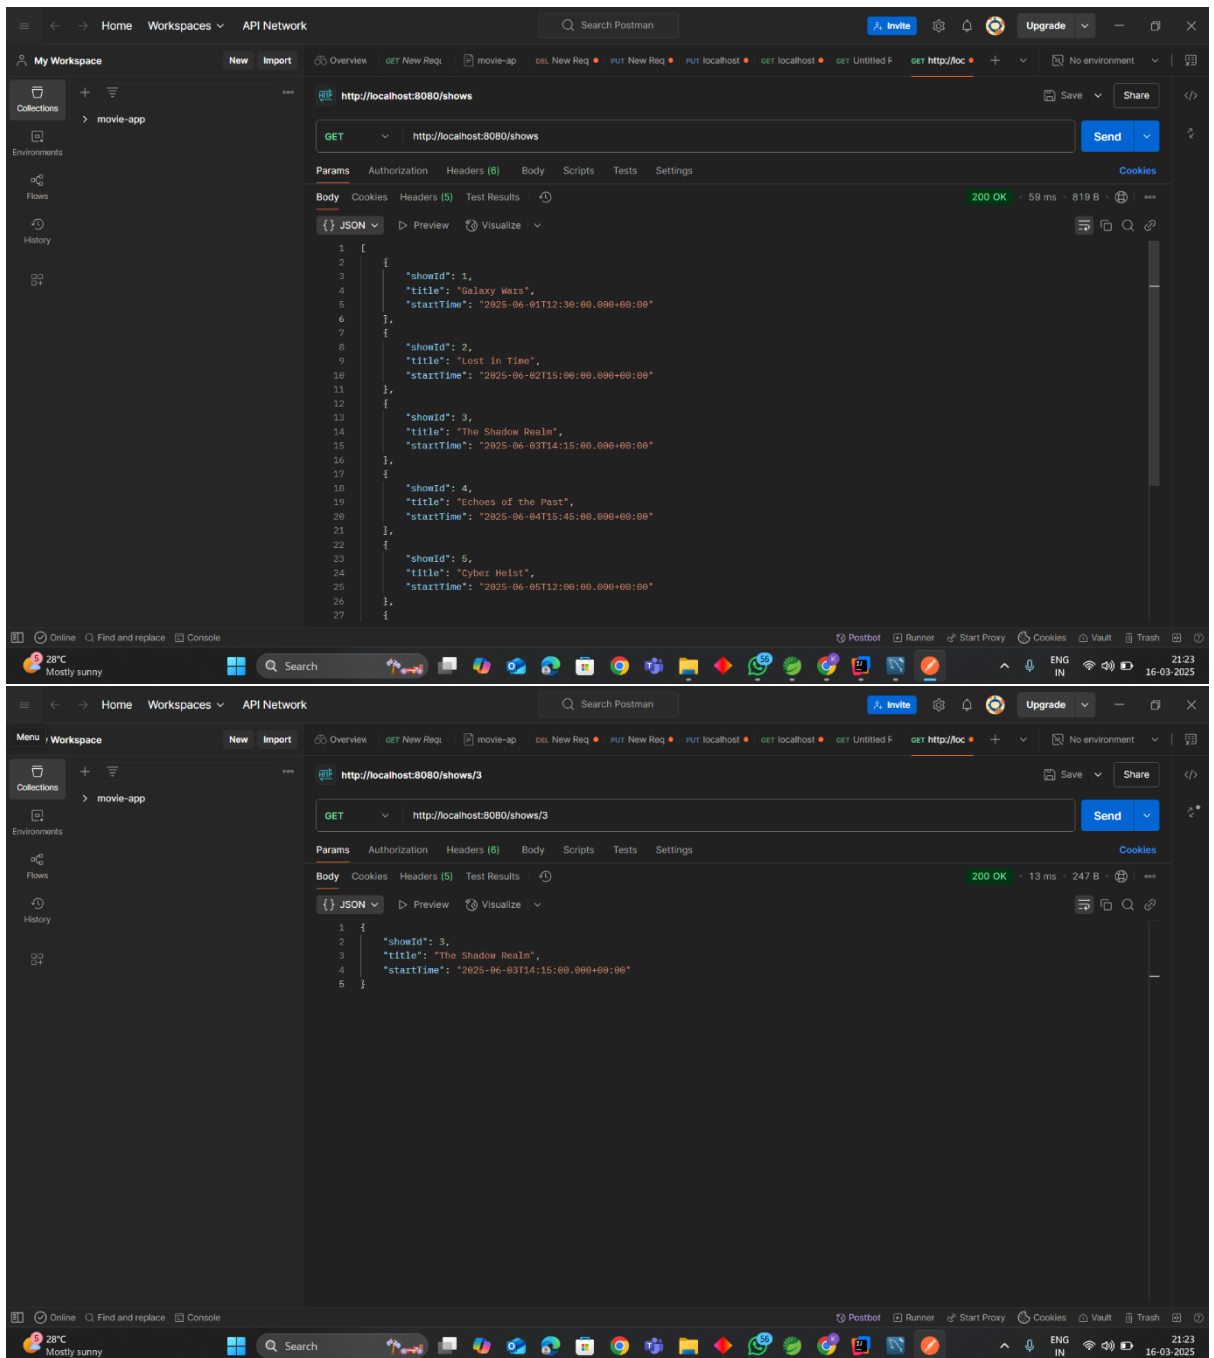 Home Workspaces API Network Search Postman Invite Upgrade
My Workspace New Import Overview GET New Requ movie-ap DEL New Req PUT New Req PUT localhost GET localhost GET Untitled F GET http://loc No environment
Collections
movie-app
Environments
Flows
History
HTTP http://localhost:8080/shows Save Share
GET http://localhost:8080/shows Send
Params Authorization Headers (6) Body Scripts Tests Settings Cookies
Body Cookies Headers (5) Test Results 200 OK 59 ms 819 B
{} JSON Preview Visualize
1 [
2 {
3 "showId": 1,
4 "title": "Galaxy Wars",
5 "startTime": "2025-06-01T12:30:00.000+00:00"
6 },
7 {
8 "showId": 2,
9 "title": "Lost in Time",
10 "startTime": "2025-06-02T15:00:00.000+00:00"
11 },
12 {
13 "showId": 3,
14 "title": "The Shadow Realm",
15 "startTime": "2025-06-03T14:15:00.000+00:00"
16 },
17 {
18 "showId": 4,
19 "title": "Echoes of the Past",
20 "startTime": "2025-06-04T15:45:00.000+00:00"
21 },
22 {
23 "showId": 5,
24 "title": "Cyber Heist",
25 "startTime": "2025-06-05T12:00:00.000+00:00"
26 },
27 {
Online Find and replace Console Postbot Runner Start Proxy Cookies Vault Trash
5 28°C Search 56 ENG 21:23
Mostly sunny IN 16-03-2025
Home Workspaces API Network Search Postman Invite Upgrade
Menu y Workspace New Import Overview GET New Requ movie-ap DEL New Req PUT New Req PUT localhost GET localhost GET Untitled F GET http://loc No environment
Collections
movie-app
Environments
Flows
History
HTTP http://localhost:8080/shows/3 Save Share
GET http://localhost:8080/shows/3 Send
Params Authorization Headers (6) Body Scripts Tests Settings Cookies
Body Cookies Headers (5) Test Results 200 OK 13 ms 247 B
{} JSON Preview Visualize
1 {
2 "showId": 3,
3 "title": "The Shadow Realm",
4 "startTime": "2025-06-03T14:15:00.000+00:00"
5 }
Online Find and replace Console Postbot Runner Start Proxy Cookies Vault Trash
5 28°C Search 56 ENG 21:23
Mostly sunny IN 16-03-2025